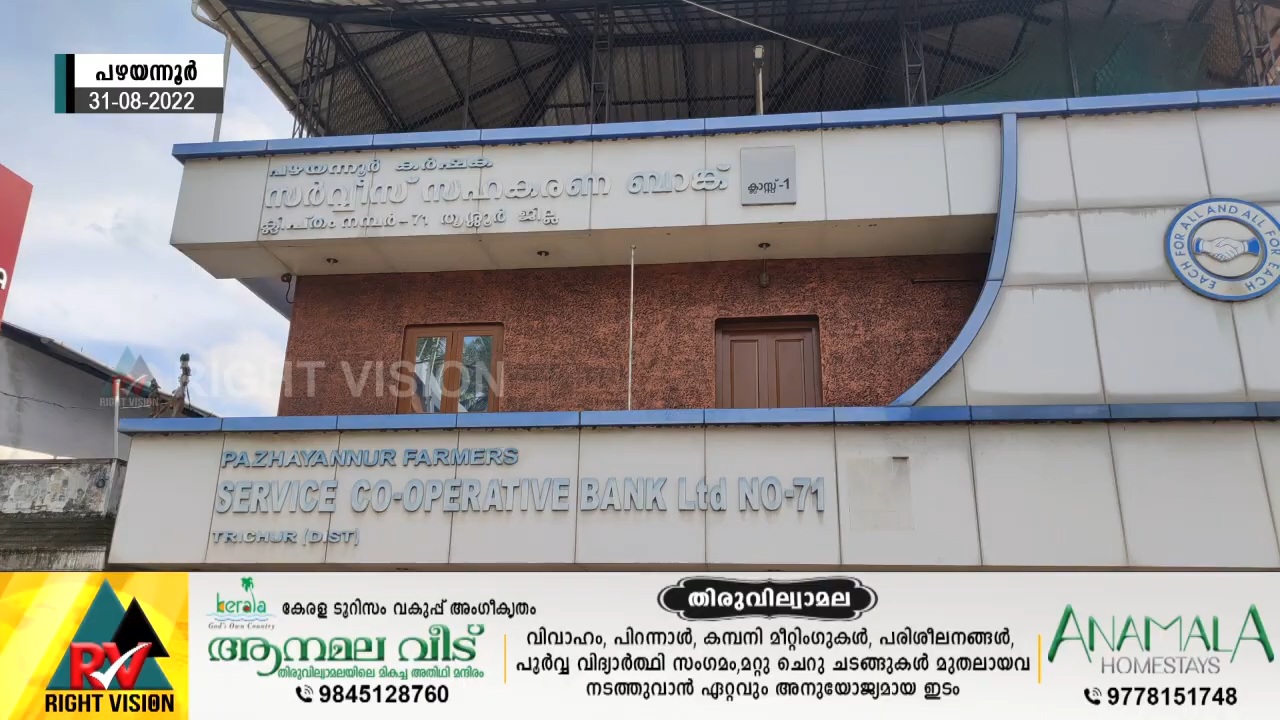 പഴയന്നൂർ
31-08-2022
പഴയന്നൂർ കർഷക
സർവ്വീസ് സഹകരണ ബാങ്ക്
ക്ലാസ്സ്-1
ക്ലിപ്തം നമ്പർ-71 തൃശ്ശൂർ ജില്ല
EACH FOR ALL AND ALL FOR EACH
RIGHT VISION
RIGHT VISION
PAZHAYANNUR FARMERS
SERVICE CO-OPERATIVE BANK Ltd NO-71
TRICHUR (DIST)
RV
RIGHT VISION
kerala
God's Own Country
കേരള ടൂറിസം വകുപ്പ് അംഗീകൃതം
ആനമല വീട്
തിരുവില്വാമലയിലെ മികച്ച അതിഥി മന്ദിരം
9845128760
തിരുവില്വാമല
വിവാഹം, പിറന്നാൾ, കമ്പനി മീറ്റിംഗുകൾ, പരിശീലനങ്ങൾ,
പൂർവ്വ വിദ്യാർത്ഥി സംഗമം,മറ്റു ചെറു ചടങ്ങുകൾ മുതലായവ
നടത്തുവാൻ ഏറ്റവും അനുയോജ്യമായ ഇടം
ANAMALA
HOMESTAYS
9778151748